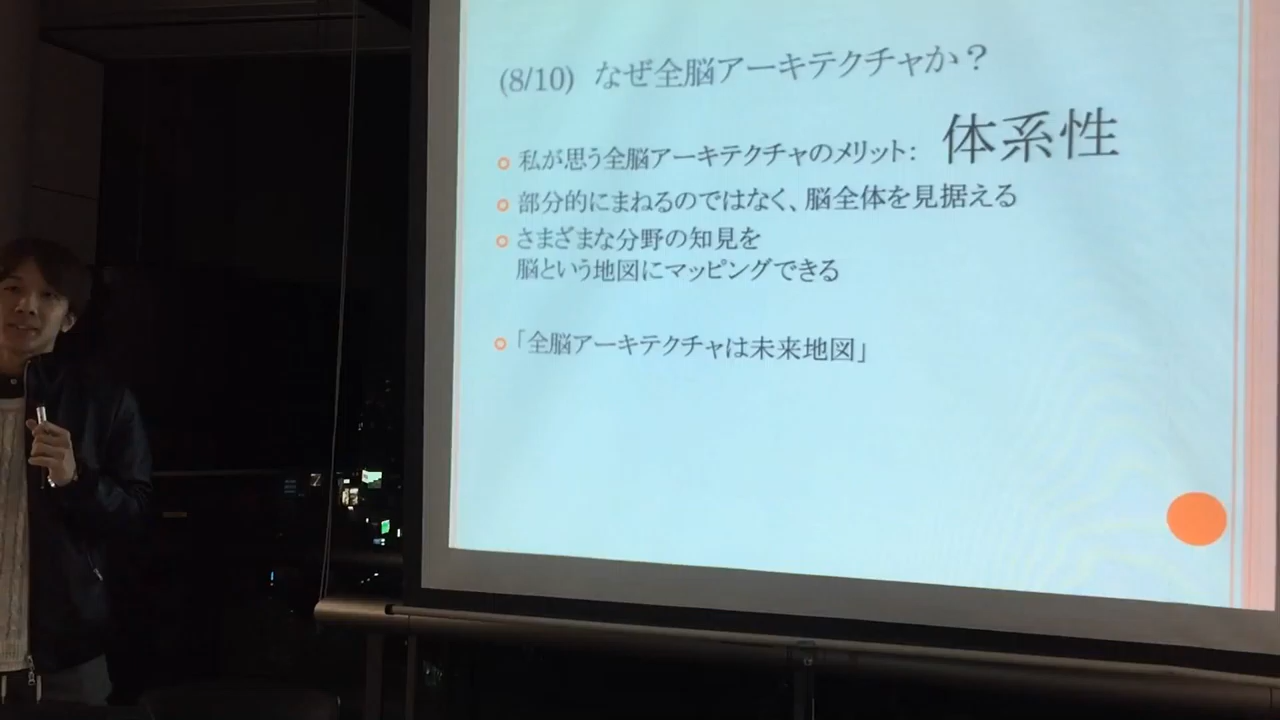 (8/10) なぜ全脳アーキテクチャか？
私が思う全脳アーキテクチャのメリット： 体系性
部分的にまねるのではなく、脳全体を見据える
さまざまな分野の知見を
脳という地図にマッピングできる
「全脳アーキテクチャは未来地図」